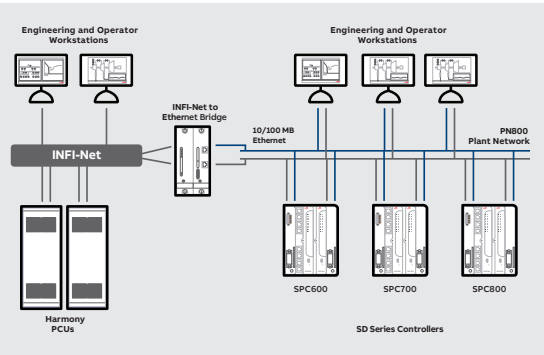 Engineering and Operator
Workstations
Engineering and Operator
Workstations
INFI-Net to
Ethernet Bridge
10/100 MB
Ethernet
PN800
Plant Network
INFI-Net
SPC600
SPC700
SPC800
Harmony
PCUs
SD Series Controllers